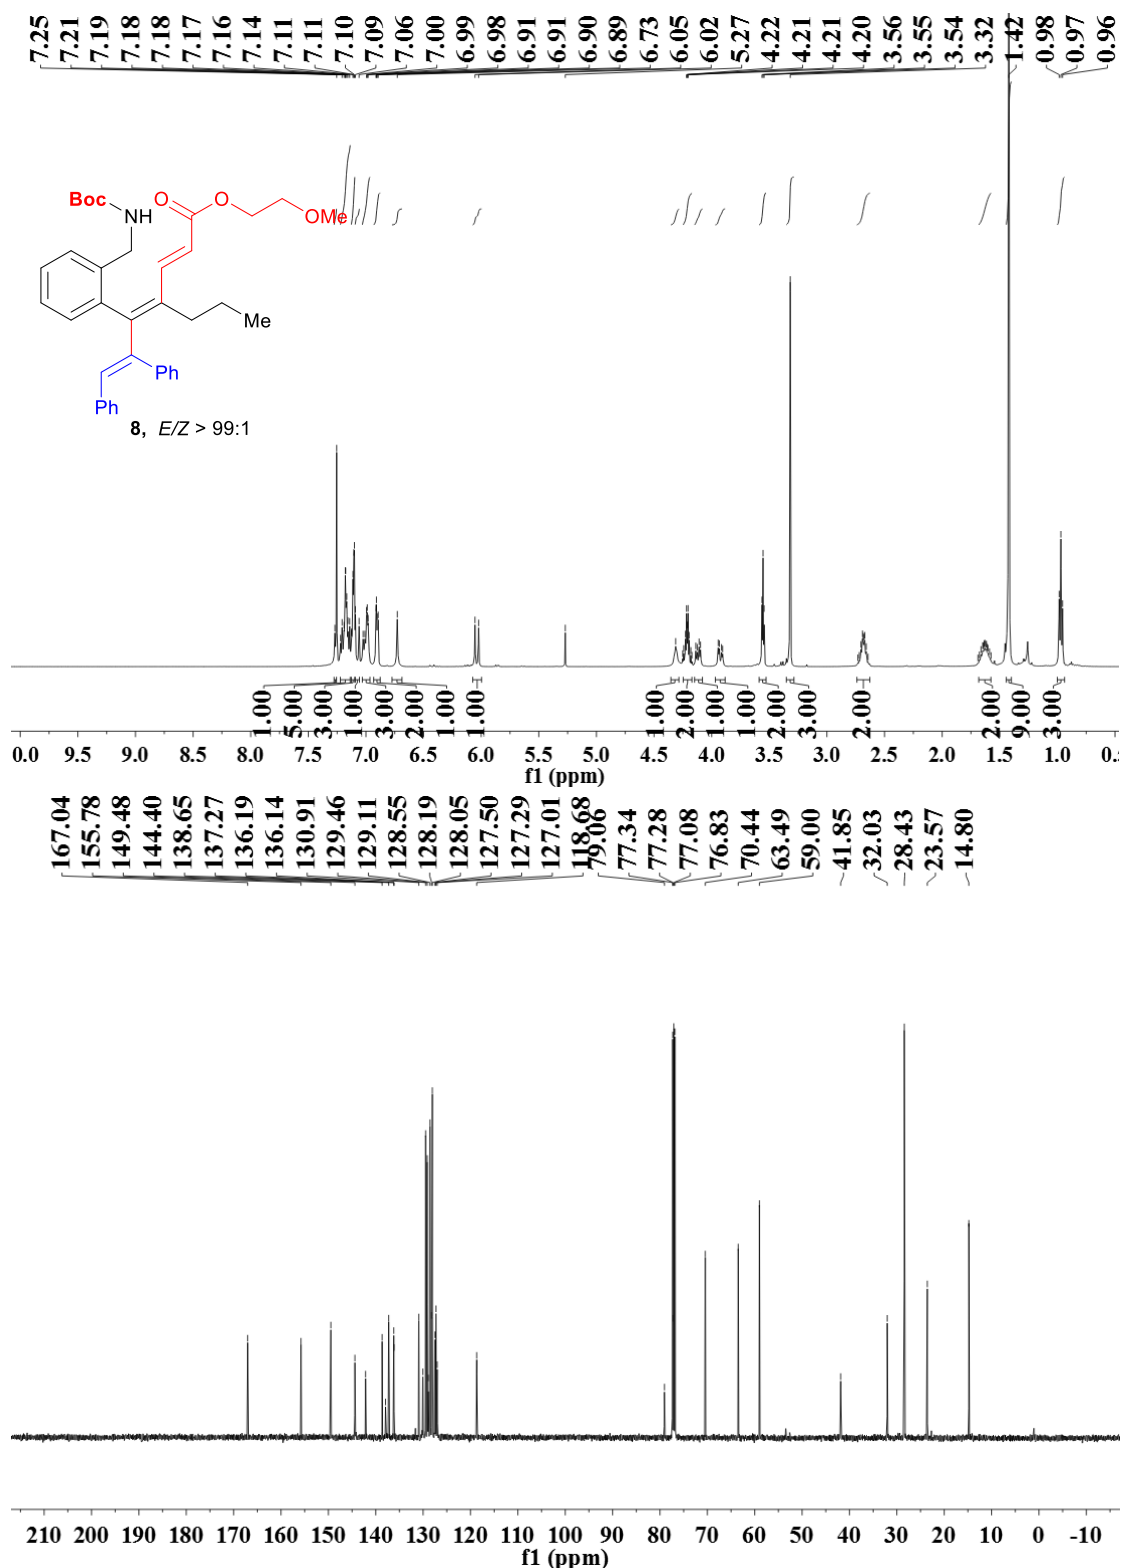 7.25 7.21 7.19 7.18 7.18 7.17 7.16 7.14 7.11 7.11 7.10 7.09 7.06 7.00 6.99 6.98 6.91 6.91 6.90 6.89 6.73 6.05 6.02 5.27 4.22 4.21 4.21 4.20 3.56 3.55 3.54 3.32 1.42 0.98 0.97 0.96
Boc NH O O OMe
Me
Ph
Ph
8, E/Z > 99:1
1.00 5.00 3.00 1.00 3.00 2.00 1.00 1.00 1.00 2.00 1.00 1.00 2.00 3.00 2.00 2.00 9.00 3.00
0.0 9.5 9.0 8.5 8.0 7.5 7.0 6.5 6.0 5.5 5.0 4.5 4.0 3.5 3.0 2.5 2.0 1.5 1.0 0.
f1 (ppm)
167.04 155.78 149.48 144.40 138.65 137.27 136.19 136.14 130.91 129.46 129.11 128.55 128.19 128.05 127.50 127.29 127.01 118.68 79.06 77.34 77.28 77.08 76.83 70.44 63.49 59.00 41.85 32.03 28.43 23.57 14.80
210 200 190 180 170 160 150 140 130 120 110 100 90 80 70 60 50 40 30 20 10 0 -10
f1 (ppm)